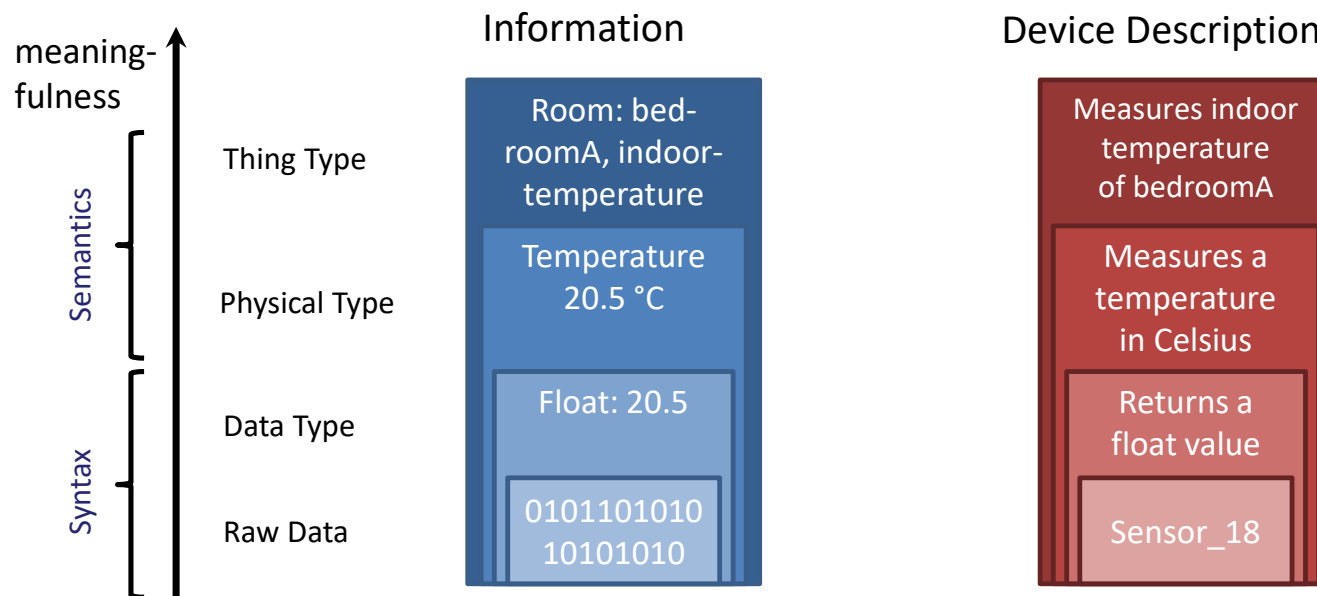 Information
Device Description
meaning-
fulness
Semantics
Syntax
Thing Type
Physical Type
Data Type
Raw Data
Room: bed-
roomA, indoor-
temperature
Temperature
20.5 °C
Float: 20.5
0101101010
10101010
Measures indoor
temperature
of bedroomA
Measures a
temperature
in Celsius
Returns a
float value
Sensor_18